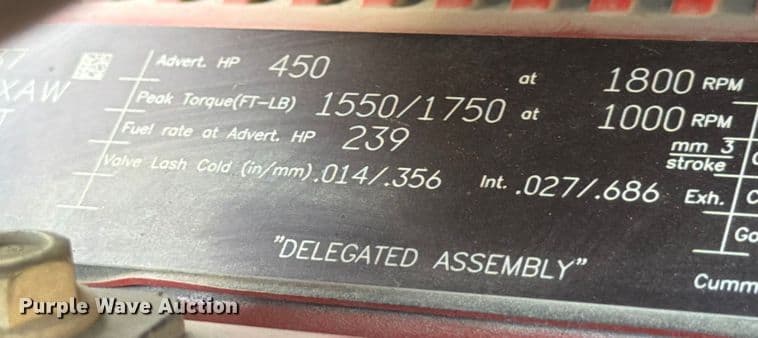 67
XAW
Advert. HP 450 at 1800 RPM
Peak Torque(FT-LB) 1550/1750 at 1000 RPM
Fuel rate at Advert. HP 239 mm 3
stroke
Valve Lash Cold (in/mm).014/.356 Int. .027/.686 Exh.
"DELEGATED ASSEMBLY"
Cumm
Purple Wave Auction